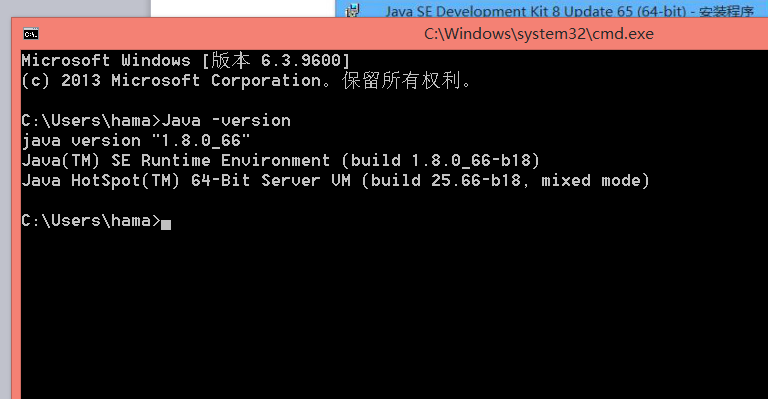 Java SE Development Kit 8 Update 65 (64-bit) - 安装程序
C:\Windows\system32\cmd.exe
Microsoft Windows [版本 6.3.9600]
(c) 2013 Microsoft Corporation。保留所有权利。
C:\Users\hama>Java -version
java version "1.8.0_66"
Java(TM) SE Runtime Environment (build 1.8.0_66-b18)
Java HotSpot(TM) 64-Bit Server VM (build 25.66-b18, mixed mode)
C:\Users\hama>